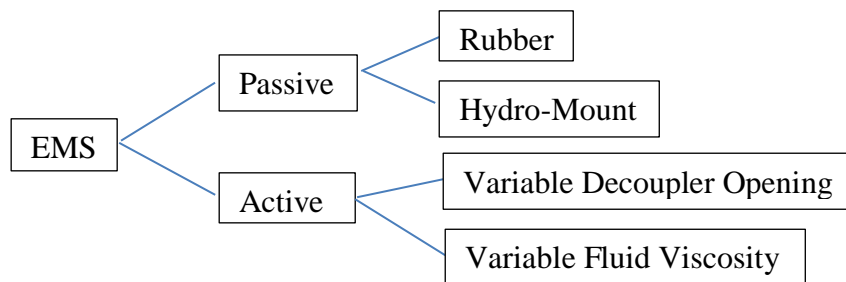 EMS
Passive
Rubber
Hydro-Mount
Active
Variable Decoupler Opening
Variable Fluid Viscosity